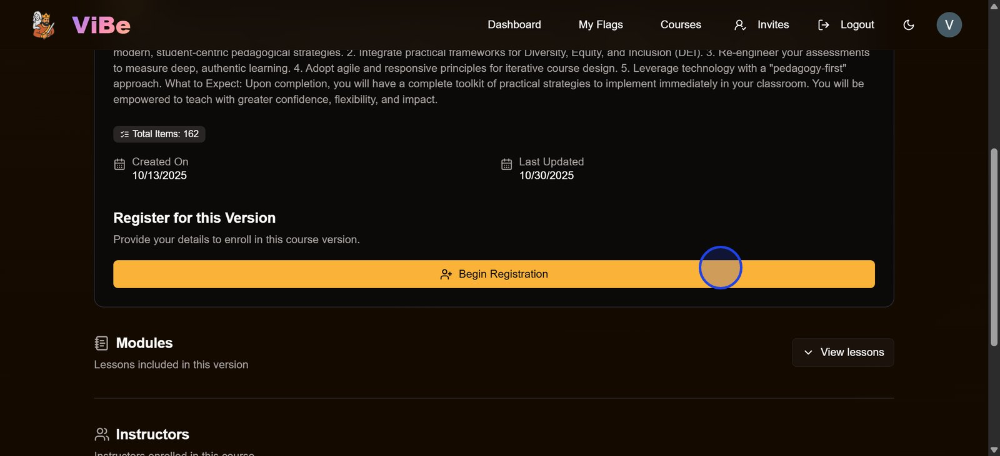 ViBe
Dashboard
My Flags
Courses
Invites
Logout
V
modern, student-centric pedagogical strategies. 2. Integrate practical frameworks for Diversity, Equity, and Inclusion (DEI). 3. Re-engineer your assessments
to measure deep, authentic learning. 4. Adopt agile and responsive principles for iterative course design. 5. Leverage technology with a "pedagogy-first"
approach. What to Expect: Upon completion, you will have a complete toolkit of practical strategies to implement immediately in your classroom. You will be
empowered to teach with greater confidence, flexibility, and impact.
Total Items: 162
Created On
10/13/2025
Last Updated
10/30/2025
Register for this Version
Provide your details to enroll in this course version.
Begin Registration
Modules
Lessons included in this version
View lessons
Instructors
Instructors enrolled in this course